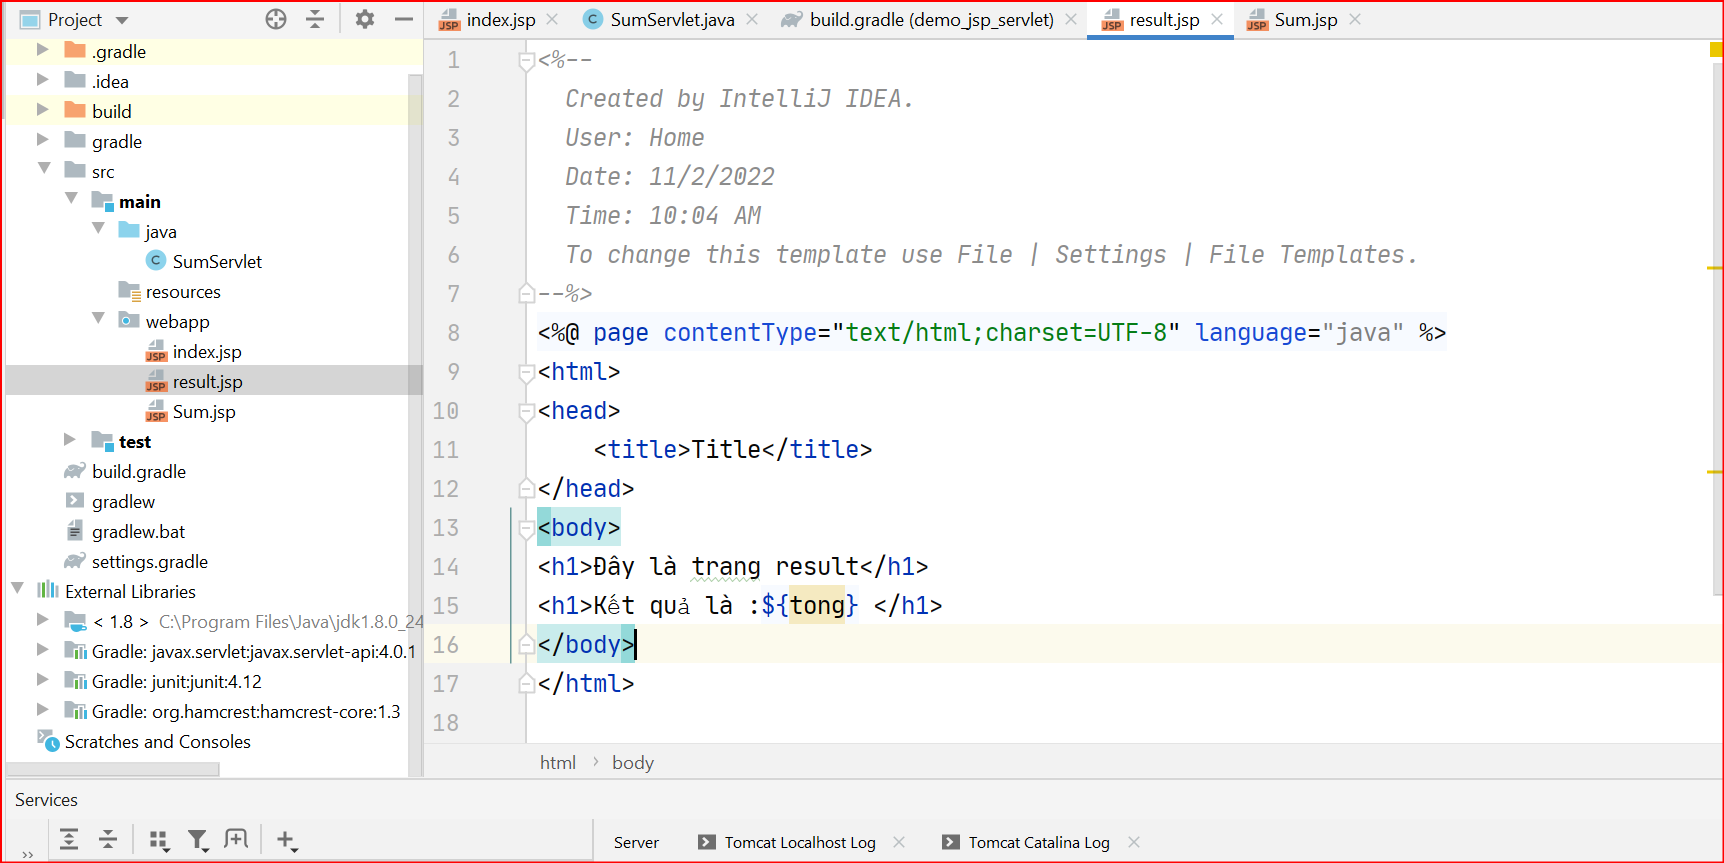 Project
index.jsp
SumServlet.java
build.gradle (demo_jsp_servlet)
result.jsp
Sum.jsp
.gradle
.idea
build
gradle
src
main
java
C SumServlet
resources
webapp
JSP index.jsp
JSP result.jsp
JSP Sum.jsp
test
build.gradle
gradlew
gradlew.bat
settings.gradle
External Libraries
< 1.8 > C:\Program Files\Java\jdk1.8.0_24
Gradle: javax.servlet:javax.servlet-api:4.0.1
Gradle: junit:junit:4.12
Gradle: org.hamcrest:hamcrest-core:1.3
Scratches and Consoles
1 <%--
2 Created by IntelliJ IDEA.
3 User: Home
4 Date: 11/2/2022
5 Time: 10:04 AM
6 To change this template use File | Settings | File Templates.
7 --%>
8 <%@ page contentType="text/html;charset=UTF-8" language="java" %>
9 <html>
10 <head>
11 <title>Title</title>
12 </head>
13 <body>
14 <h1>Đây là trang result</h1>
15 <h1>Kết quả là :${tong} </h1>
16 </body>
17 </html>
18
html › body
Services
Server
Tomcat Localhost Log
Tomcat Catalina Log